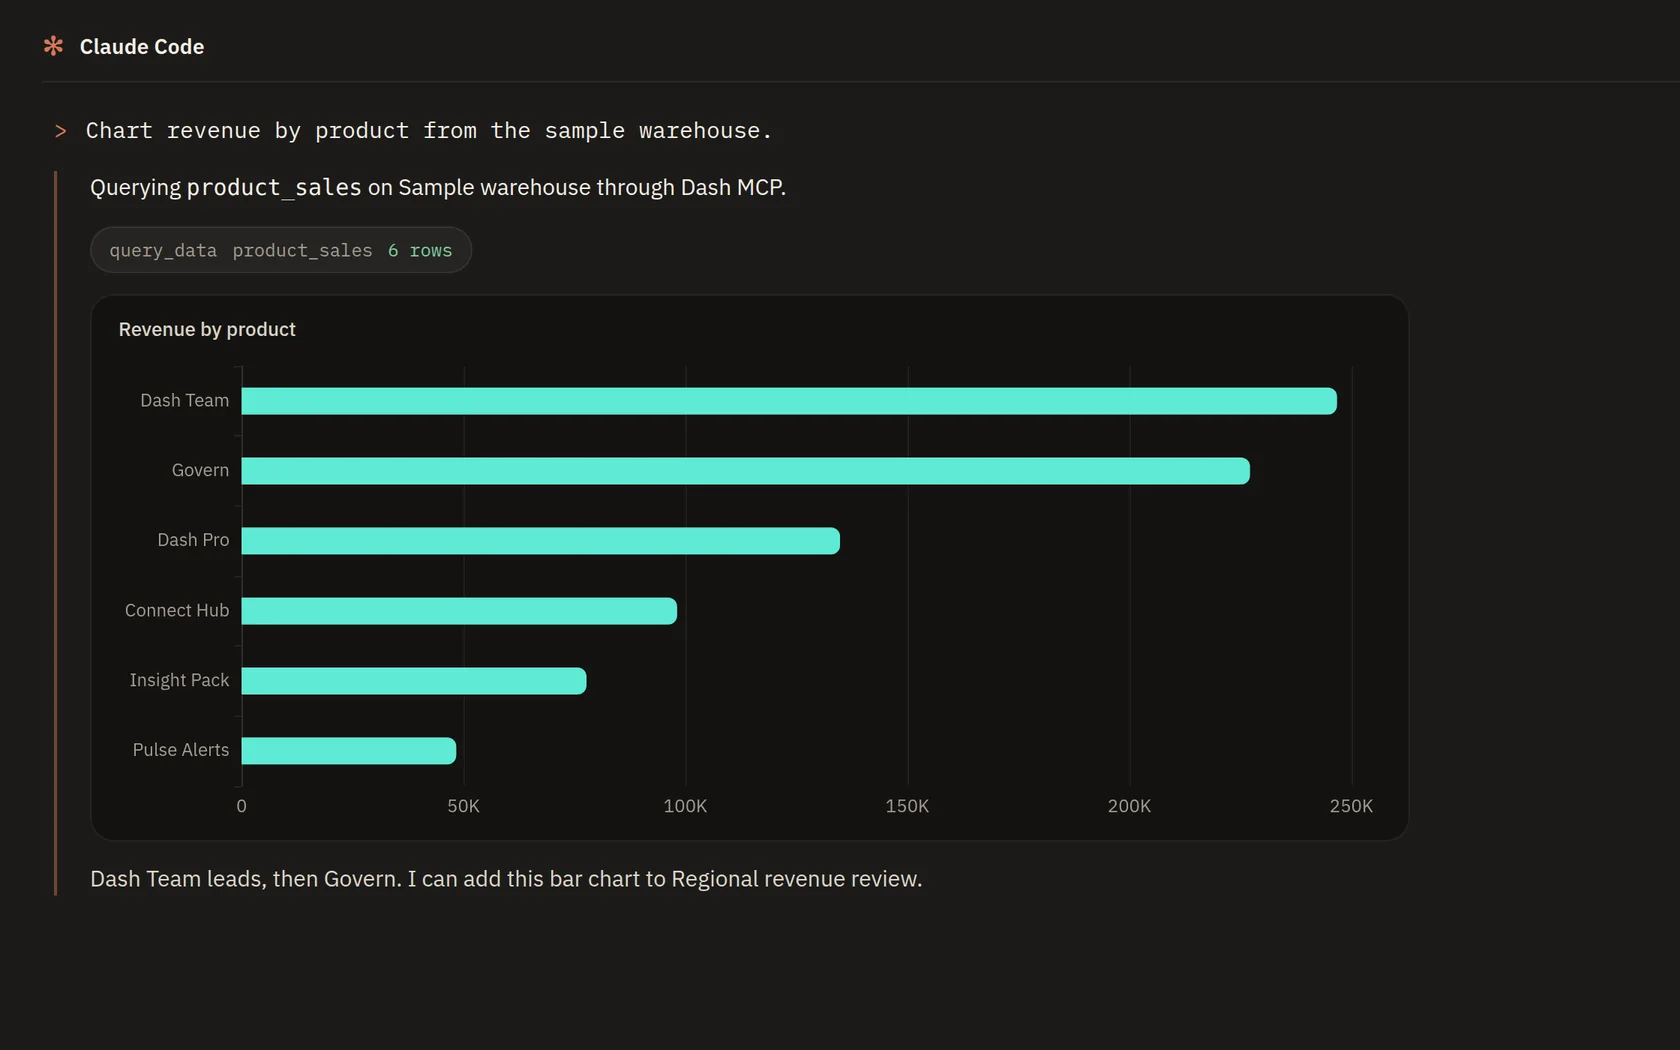 Claude Code
> Chart revenue by product from the sample warehouse.
Querying product_sales on Sample warehouse through Dash MCP.
query_data product_sales 6 rows
Revenue by product
Dash Team
Govern
Dash Pro
Connect Hub
Insight Pack
Pulse Alerts
0 50K 100K 150K 200K 250K
Dash Team leads, then Govern. I can add this bar chart to Regional revenue review.